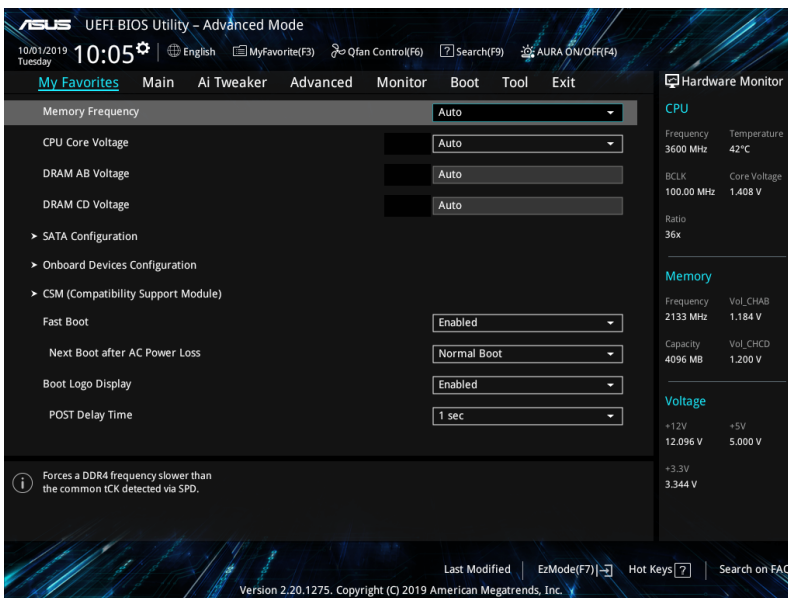 ASUS UEFI BIOS Utility – Advanced Mode
10/01/2019 10:05 English MyFavorite(F3) Qfan Control(F6) ? Search(F9) AURA ON/OFF(F4)
Tuesday
My Favorites Main Ai Tweaker Advanced Monitor Boot Tool Exit
Memory Frequency Auto
CPU Core Voltage Auto
DRAM AB Voltage Auto
DRAM CD Voltage Auto
> SATA Configuration
> Onboard Devices Configuration
> CSM (Compatibility Support Module)
Fast Boot Enabled
Next Boot after AC Power Loss Normal Boot
Boot Logo Display Enabled
POST Delay Time 1 sec
Forces a DDR4 frequency slower than
the common tCK detected via SPD.
Hardware Monitor
CPU
Frequency Temperature
3600 MHz 42°C
BCLK Core Voltage
100.00 MHz 1.408 V
Ratio
36x
Memory
Frequency Vol_CHAB
2133 MHz 1.184 V
Capacity Vol_CHCD
4096 MB 1.200 V
Voltage
+12V +5V
12.096 V 5.000 V
+3.3V
3.344 V
Last Modified EzMode(F7) Hot Keys ? Search on FAQ
Version 2.20.1275. Copyright (C) 2019 American Megatrends, Inc.